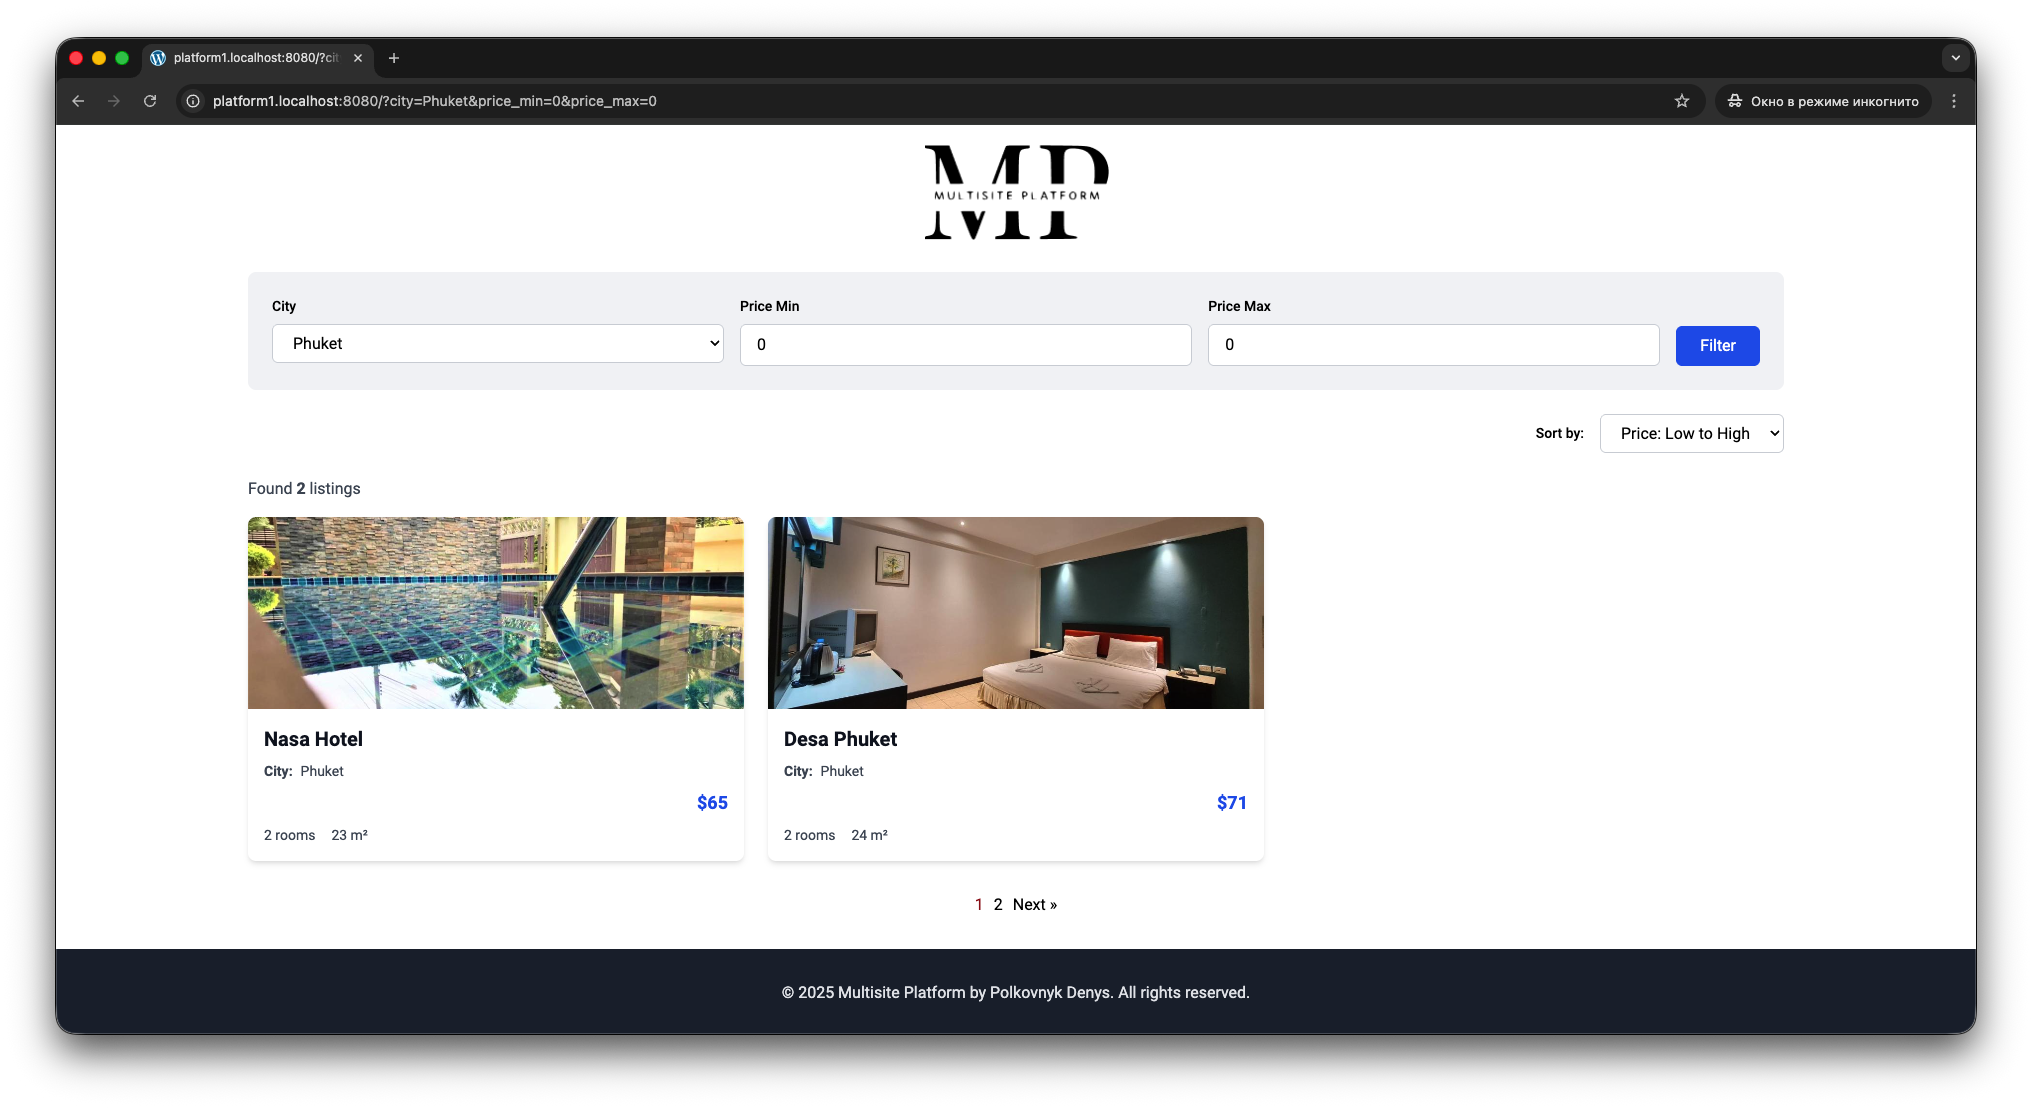 platform1.localhost:8080/?cit
platform1.localhost:8080/?city=Phuket&price_min=0&price_max=0
Окно в режиме инкогнито
MP
MULTISITE PLATFORM
City
Price Min
Price Max
Phuket
0
0
Filter
Sort by:
Price: Low to High
Found 2 listings
Nasa Hotel
City: Phuket
$65
2 rooms 23 m²
Desa Phuket
City: Phuket
$71
2 rooms 24 m²
1 2 Next »
© 2025 Multisite Platform by Polkovnyk Denys. All rights reserved.